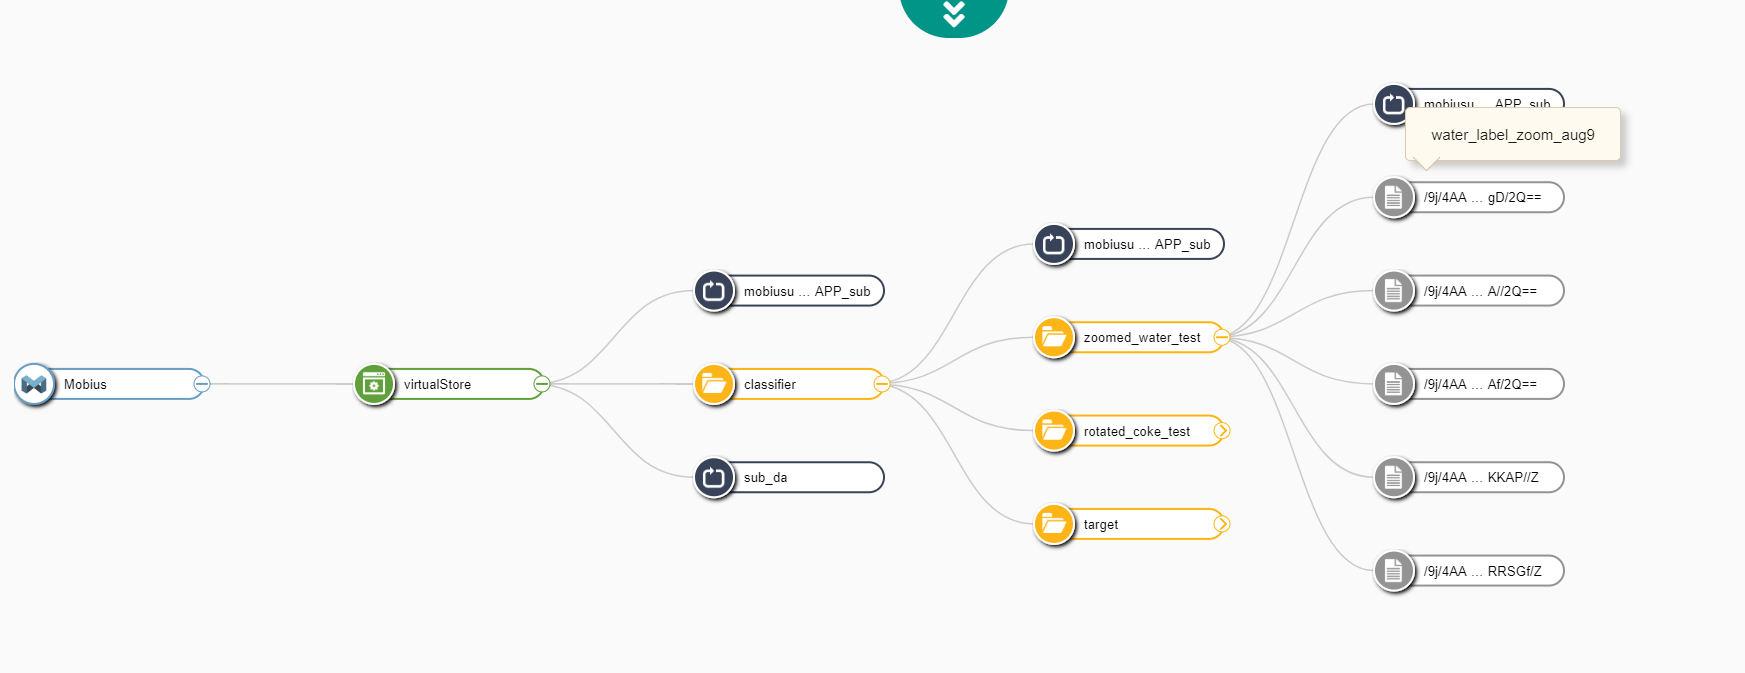 mobiusu ... APP_sub
water_label_zoom_aug9
/9j/4AA ... gD/2Q==
mobiusu ... APP_sub
mobiusu ... APP_sub
/9j/4AA ... A//2Q==
zoomed_water_test
Mobius
virtualStore
classifier
/9j/4AA ... Af/2Q==
rotated_coke_test
sub_da
/9j/4AA ... KKAP//Z
target
/9j/4AA ... RRSGf/Z